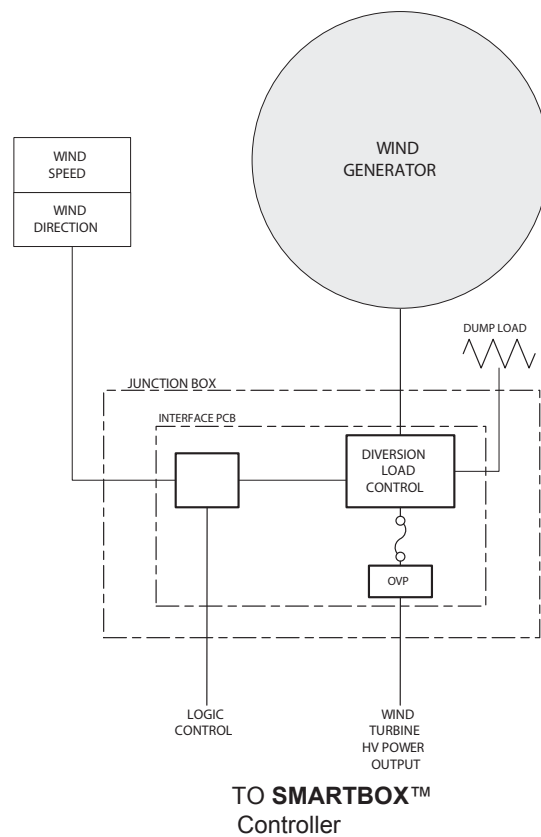 WIND
GENERATOR
WIND
SPEED
WIND
DIRECTION
DUMP LOAD
JUNCTION BOX
INTERFACE PCB
DIVERSION
LOAD
CONTROL
OVP
LOGIC
CONTROL
WIND
TURBINE
HV POWER
OUTPUT
TO SMARTBOX™
Controller